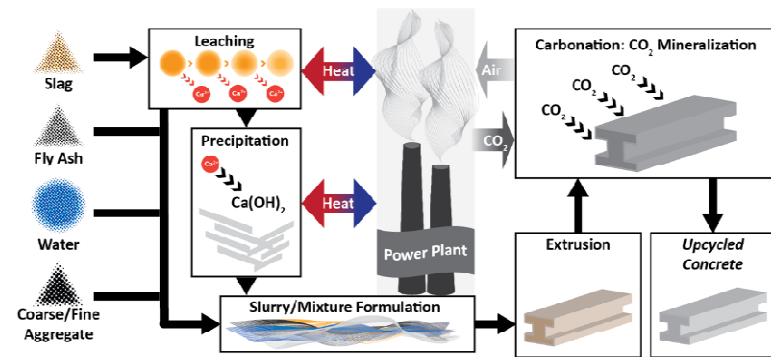 Slag
Fly Ash
Water
Coarse/Fine
Aggregate
Leaching
Ca²⁺
Ca²⁺
Ca²⁺
Precipitation
Ca²⁺
Ca(OH)₂
Slurry/Mixture Formulation
Heat
Heat
Power Plant
Air
CO₂
Carbonation: CO₂ Mineralization
CO₂
CO₂
CO₂
Extrusion
Upcycled
Concrete